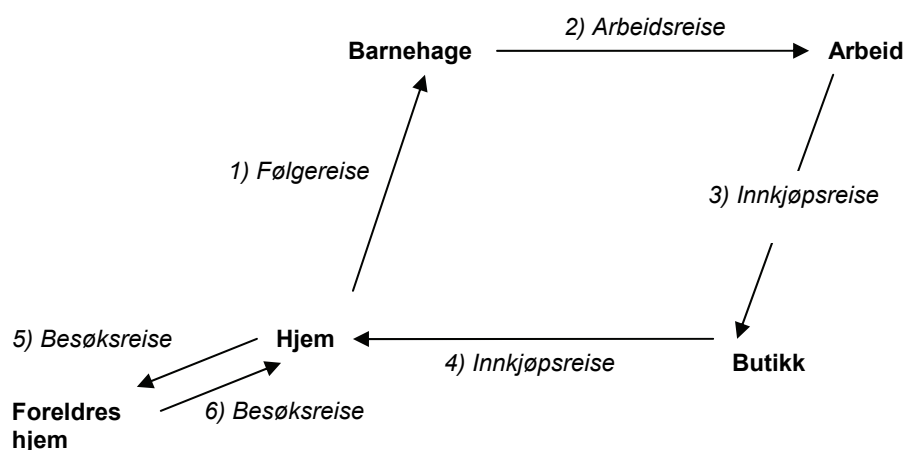 2) Arbeidsreise
Barnehage
Arbeid
1) Følgereise
3) Innkjøpsreise
5) Besøksreise
Hjem
4) Innkjøpsreise
Butikk
6) Besøksreise
Foreldres
hjem